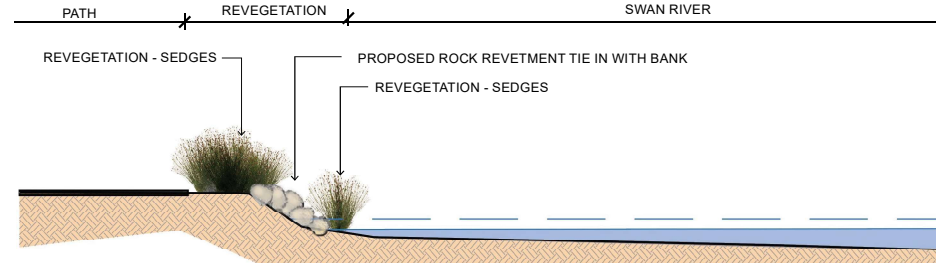 PATH
REVEGETATION
SWAN RIVER
REVEGETATION - SEDGES
PROPOSED ROCK REVETMENT TIE IN WITH BANK
REVEGETATION - SEDGES